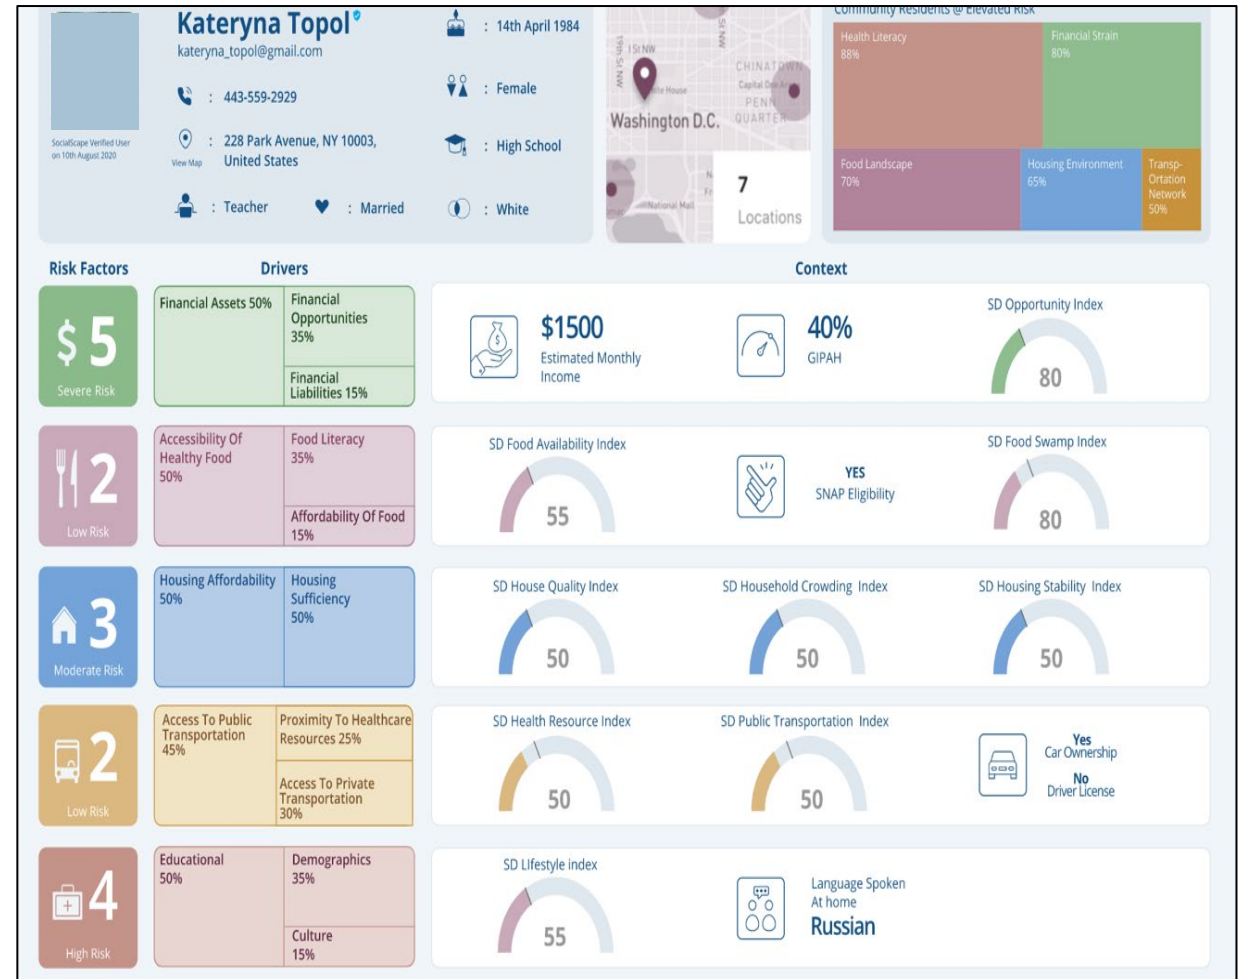 Kateryna Topol
kateryna_topol@gmail.com
SocialScape Verified User
on 10th August 2020
: 443-559-2929
View Map
: 228 Park Avenue, NY 10003,
United States
: Teacher
: Married
: 14th April 1984
: Female
: High School
: White
19th St NW
I St NW
St NW
White House
CHINATOWN
PENN
QUARTER
Washington D.C.
National Mall
7
Locations
Community Residents @ Elevated Risk
Health Literacy
88%
Financial Strain
80%
Food Landscape
70%
Housing Environment
65%
Transp-
Ortation
Network
50%
Risk Factors
Drivers
Context
$ 5
Severe Risk
Financial Assets 50%
Financial
Opportunities
35%
Financial
Liabilities 15%
$1500
Estimated Monthly
Income
40%
GIPAH
SD Opportunity Index
80
2
Low Risk
Accessibility Of
Healthy Food
50%
Food Literacy
35%
Affordability Of Food
15%
SD Food Availability Index
55
YES
SNAP Eligibility
SD Food Swamp Index
80
3
Moderate Risk
Housing Affordability
50%
Housing
Sufficiency
50%
SD House Quality Index
50
SD Household Crowding Index
50
SD Housing Stability Index
50
2
Low Risk
Access To Public
Transportation
45%
Proximity To Healthcare
Resources 25%
Access To Private
Transportation
30%
SD Health Resource Index
50
SD Public Transportation Index
50
Yes
Car Ownership
No
Driver License
4
High Risk
Educational
50%
Demographics
35%
Culture
15%
SD LIfestyle index
55
Language Spoken
At home
Russian